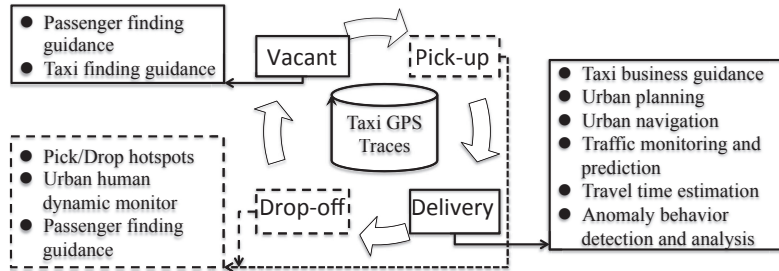 ● Passenger finding
guidance
● Taxi finding guidance
Vacant
Pick-up
Taxi GPS
Traces
● Pick/Drop hotspots
● Urban human
dynamic monitor
● Passenger finding
guidance
Drop-off
Delivery
● Taxi business guidance
● Urban planning
● Urban navigation
● Traffic monitoring and
prediction
● Travel time estimation
● Anomaly behavior
detection and analysis